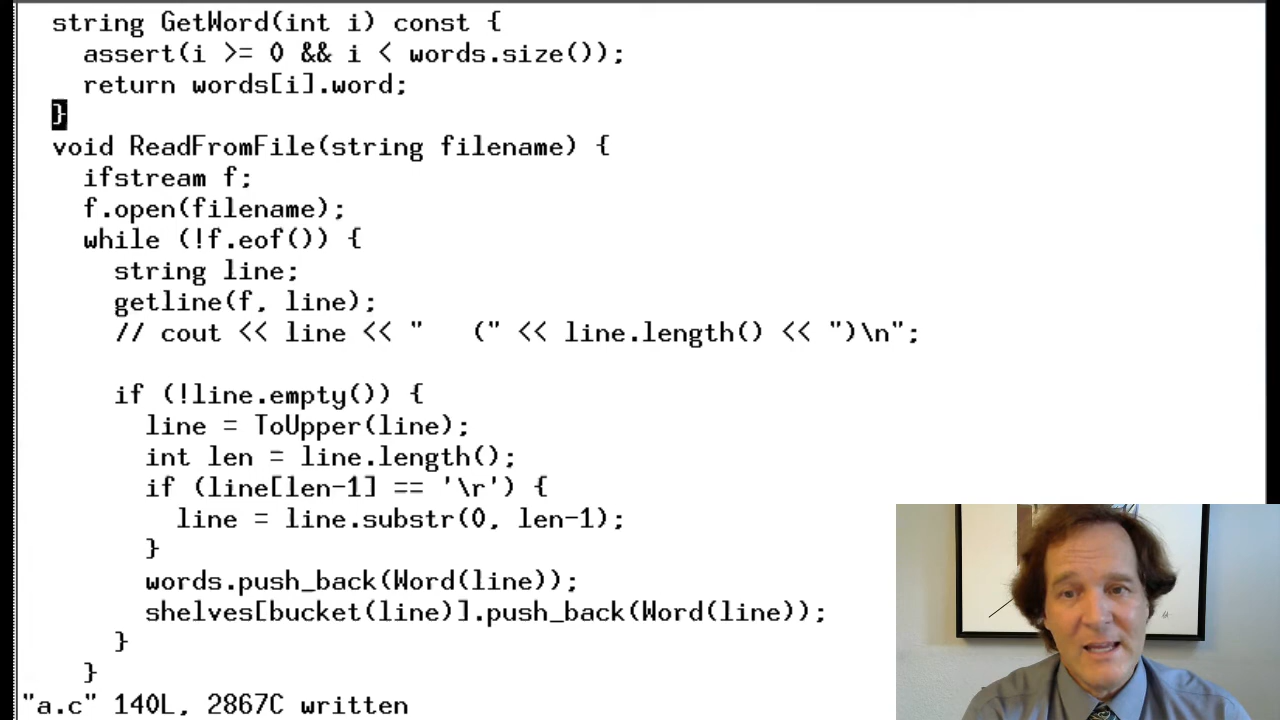 string GetWord(int i) const {
assert(i >= 0 && i < words.size());
return words[i].word;
}
void ReadFromFile(string filename) {
ifstream f;
f.open(filename);
while (!f.eof()) {
string line;
getline(f, line);
// cout << line << "   (" << line.length() << ")\n";
if (!line.empty()) {
line = ToUpper(line);
int len = line.length();
if (line[len-1] == '\r') {
line = line.substr(0, len-1);
}
words.push_back(Word(line));
shelves[bucket(line)].push_back(Word(line));
}
}
"a.c" 140L, 2867C written